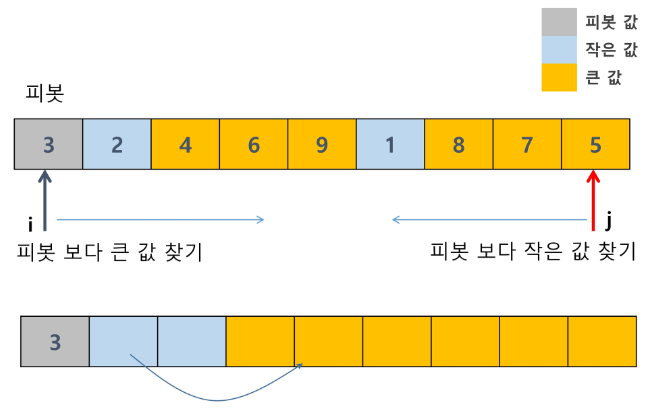 피봇 값
작은 값
큰 값
피봇
3 2 4 6 9 1 8 7 5
i j
피봇 보다 큰 값 찾기 피봇 보다 작은 값 찾기
3